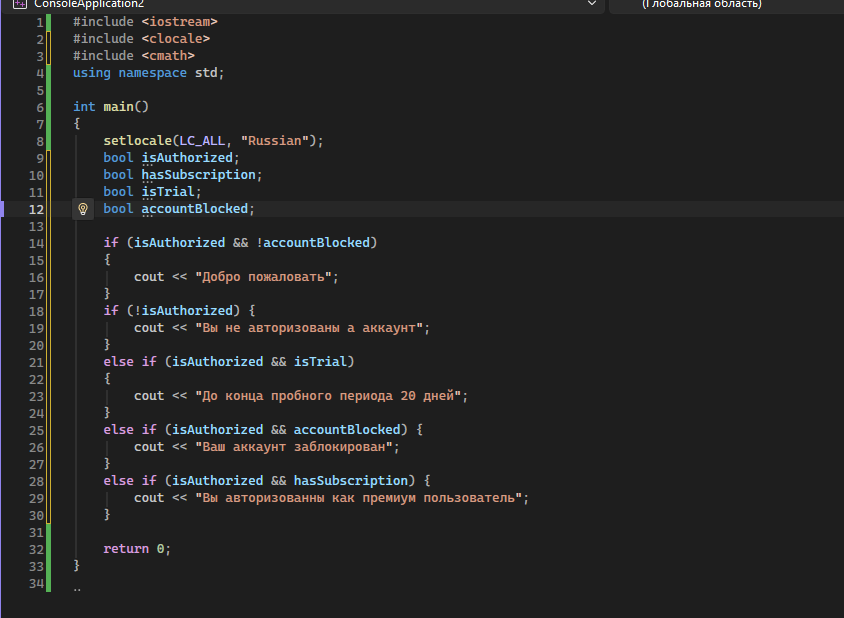 ConsoleApplication2
(Глобальная область)
1 #include <iostream>
2 #include <clocale>
3 #include <cmath>
4 using namespace std;
5
6 int main()
7 {
8 setlocale(LC_ALL, "Russian");
9 bool isAuthorized;
10 bool hasSubscription;
11 bool isTrial;
12 bool accountBlocked;
13
14 if (isAuthorized && !accountBlocked)
15 {
16 cout << "Добро пожаловать";
17 }
18 if (!isAuthorized) {
19 cout << "Вы не авторизованы а аккаунт";
20 }
21 else if (isAuthorized && isTrial)
22 {
23 cout << "До конца пробного периода 20 дней";
24 }
25 else if (isAuthorized && accountBlocked) {
26 cout << "Ваш аккаунт заблокирован";
27 }
28 else if (isAuthorized && hasSubscription) {
29 cout << "Вы авторизованны как премиум пользователь";
30 }
31
32 return 0;
33 }
34